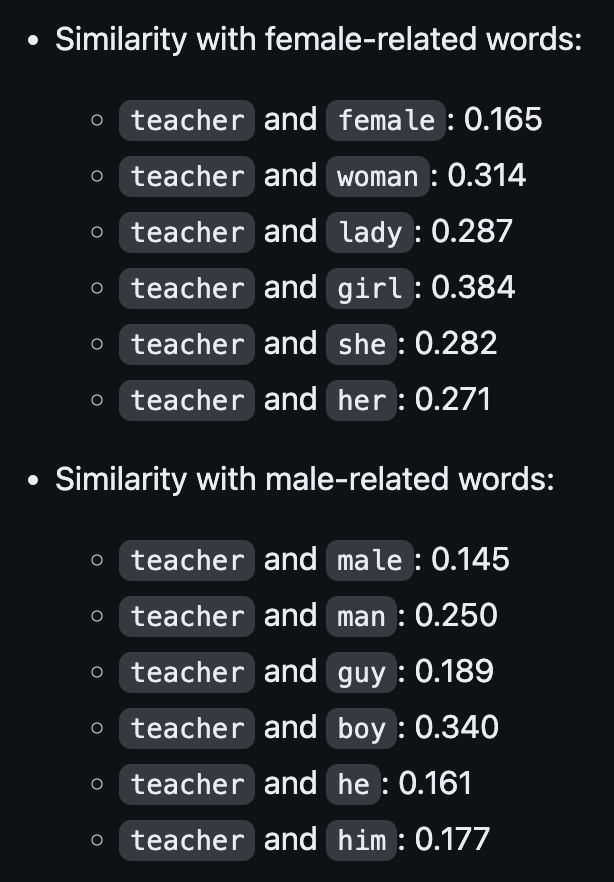 • Similarity with female-related words:
○ teacher and female: 0.165
○ teacher and woman: 0.314
○ teacher and lady: 0.287
○ teacher and girl: 0.384
○ teacher and she: 0.282
○ teacher and her: 0.271
• Similarity with male-related words:
○ teacher and male: 0.145
○ teacher and man: 0.250
○ teacher and guy: 0.189
○ teacher and boy: 0.340
○ teacher and he: 0.161
○ teacher and him: 0.177